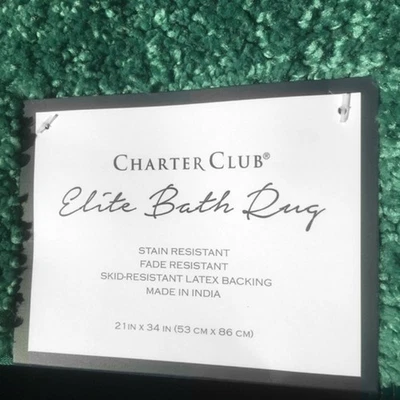 CHARTER CLUB®
Elite Bath Rug
STAIN RESISTANT
FADE RESISTANT
SKID-RESISTANT LATEX BACKING
MADE IN INDIA
21IN X 34 IN (53 CM X 86 CM)